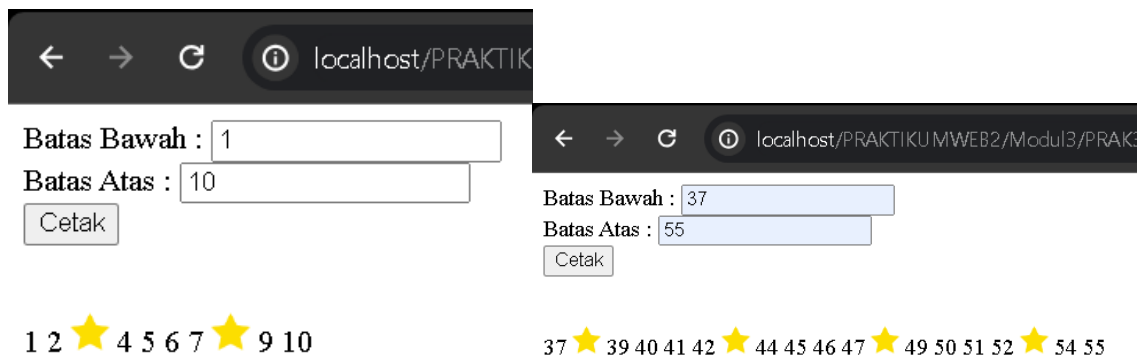 localhost/PRAKTIK
Batas Bawah : 1
Batas Atas : 10
Cetak
1 2 ⭐ 4 5 6 7 ⭐ 9 10
localhost/PRAKTIKUMWEB2/Modul3/PRAK3
Batas Bawah : 37
Batas Atas : 55
Cetak
37 ⭐ 39 40 41 42 ⭐ 44 45 46 47 ⭐ 49 50 51 52 ⭐ 54 55